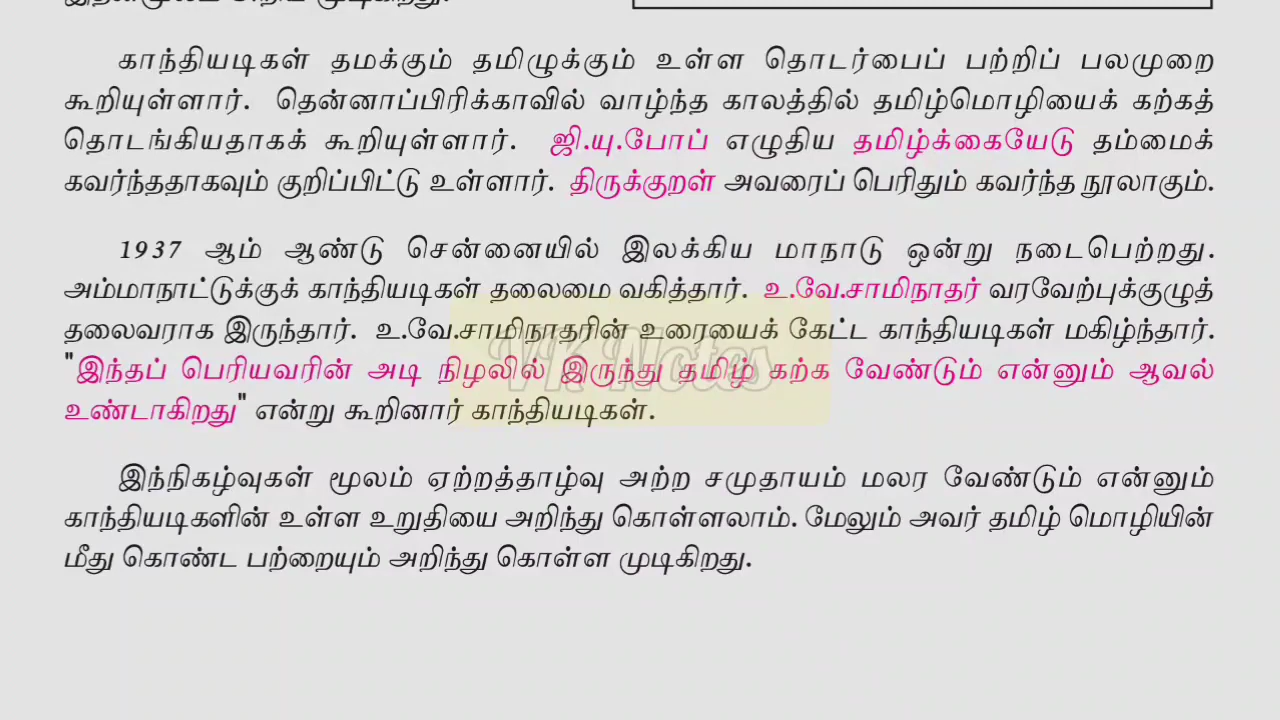 காந்தியடிகள் தமக்கும் தமிழுக்கும் உள்ள தொடர்பைப் பற்றிப் பலமுறை
கூறியுள்ளார். தென்னாப்பிரிக்காவில் வாழ்ந்த காலத்தில் தமிழ்மொழியைக் கற்கத்
தொடங்கியதாகக் கூறியுள்ளார். ஜி.யு.போப் எழுதிய தமிழ்க்கையேடு தம்மைக்
கவர்ந்ததாகவும் குறிப்பிட்டு உள்ளார். திருக்குறள் அவரைப் பெரிதும் கவர்ந்த நூலாகும்.
1937 ஆம் ஆண்டு சென்னையில் இலக்கிய மாநாடு ஒன்று நடைபெற்றது.
அம்மாநாட்டுக்குக் காந்தியடிகள் தலைமை வகித்தார். உ.வே.சாமிநாதர் வரவேற்புக்குழுத்
தலைவராக இருந்தார். உ.வே.சாமிநாதரின் உரையைக் கேட்ட காந்தியடிகள் மகிழ்ந்தார்.
"இந்தப் பெரியவரின் அடி நிழலில் இருந்து தமிழ் கற்க வேண்டும் என்னும் ஆவல்
உண்டாகிறது" என்று கூறினார் காந்தியடிகள்.
VK Notes
இந்நிகழ்வுகள் மூலம் ஏற்றத்தாழ்வு அற்ற சமுதாயம் மலர வேண்டும் என்னும்
காந்தியடிகளின் உள்ள உறுதியை அறிந்து கொள்ளலாம். மேலும் அவர் தமிழ் மொழியின்
மீது கொண்ட பற்றையும் அறிந்து கொள்ள முடிகிறது.